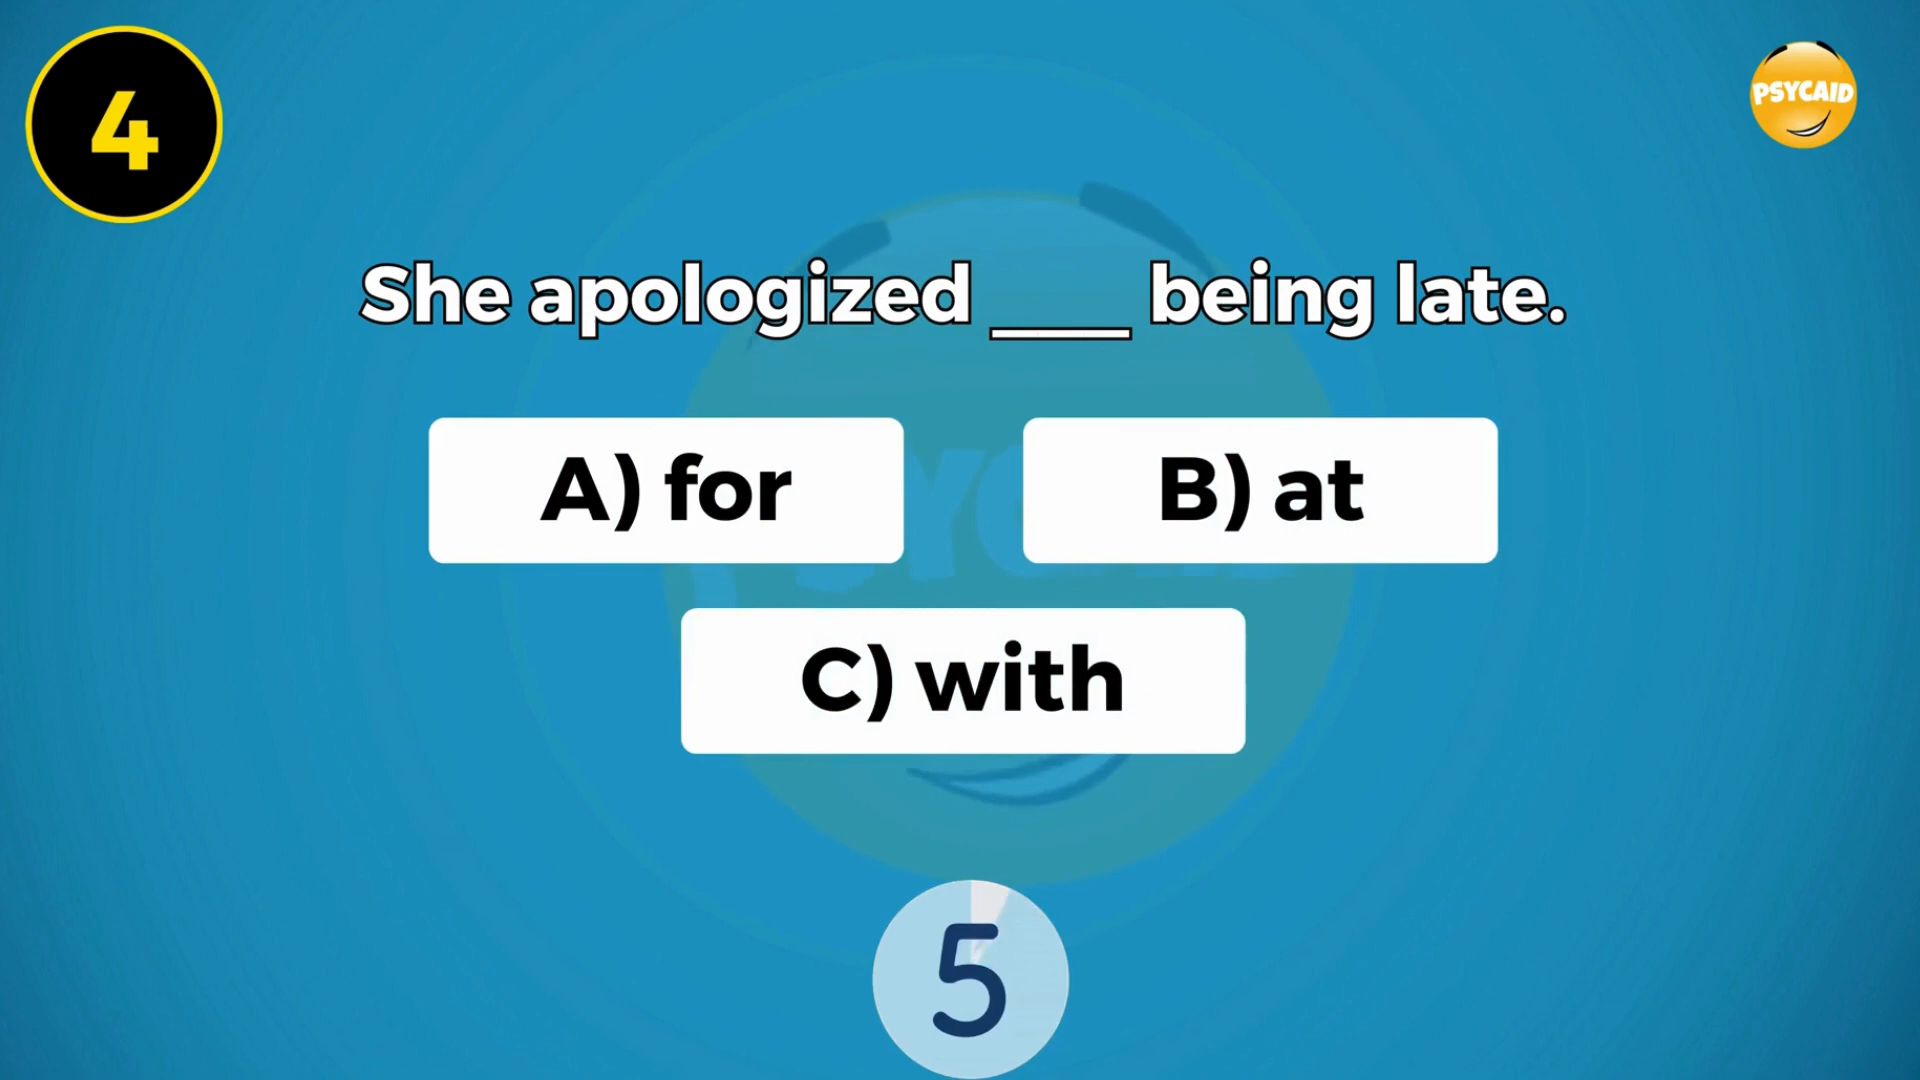 4
PSYCAID
She apologized ___ being late.
A) for
B) at
C) with
5